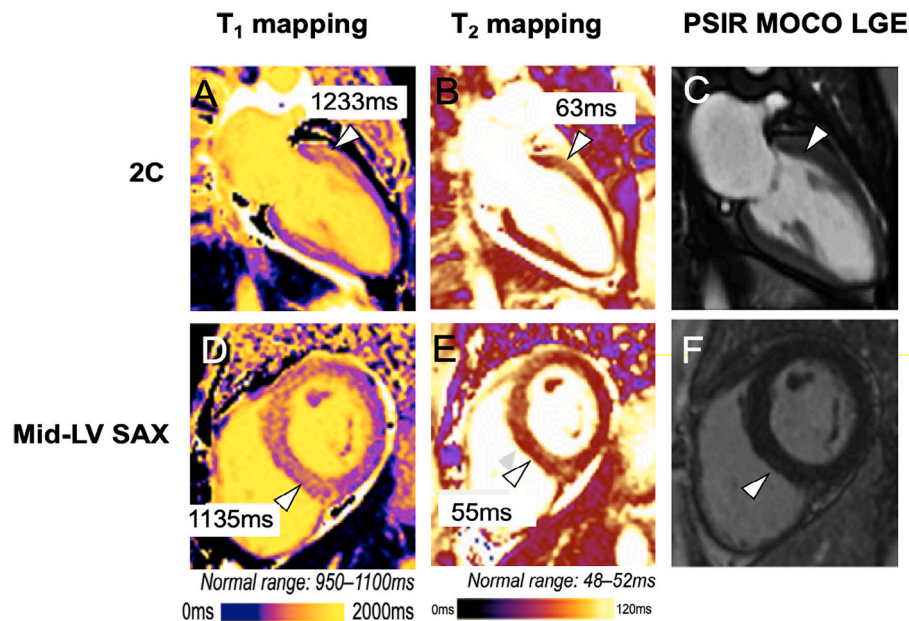 T₁ mapping
T₂ mapping
PSIR MOCO LGE
2C
A
1233ms
B
63ms
C
Mid-LV SAX
D
1135ms
E
55ms
F
Normal range: 950–1100ms
Normal range: 48–52ms
0ms
2000ms
0ms
120ms